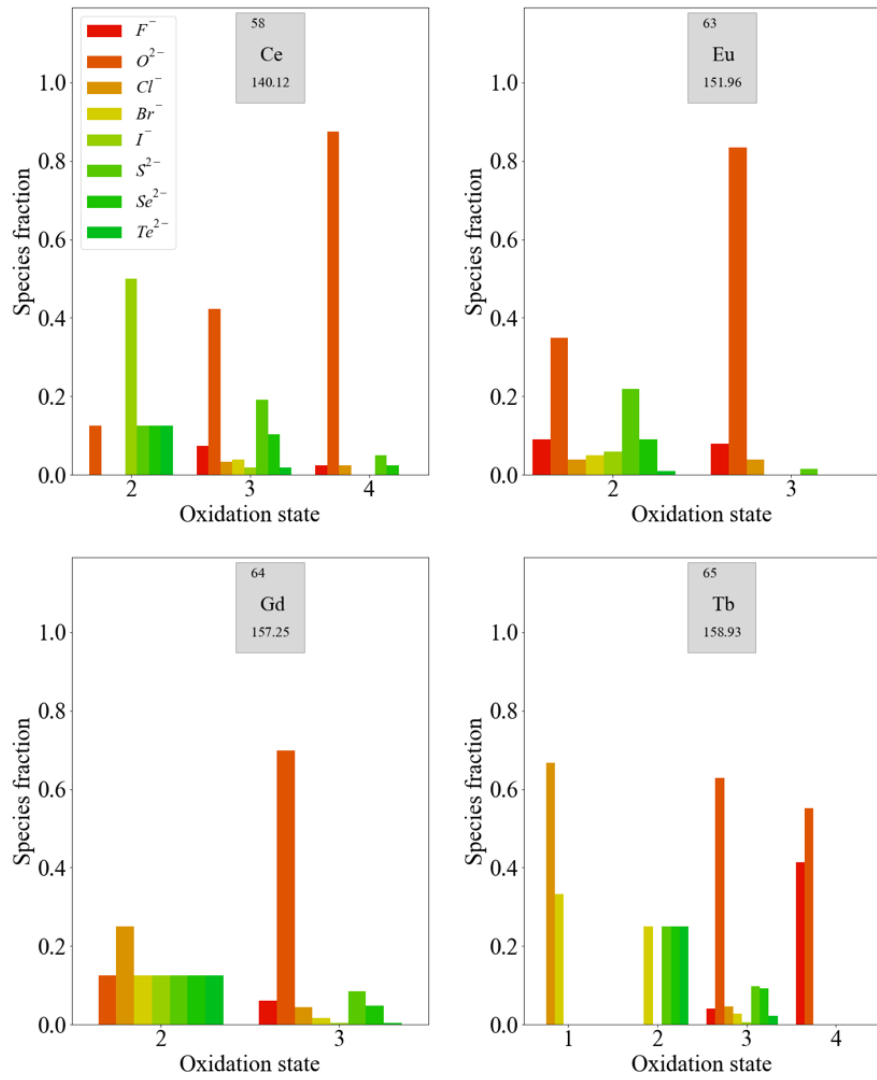 58
Ce
140.12
F−
O2−
Cl−
Br−
I−
S2−
Se2−
Te2−
1.0
0.8
0.6
0.4
0.2
0.0
Species fraction
2 3 4
Oxidation state
63
Eu
151.96
1.0
0.8
0.6
0.4
0.2
0.0
Species fraction
2 3
Oxidation state
64
Gd
157.25
1.0
0.8
0.6
0.4
0.2
0.0
Species fraction
2 3
Oxidation state
65
Tb
158.93
1.0
0.8
0.6
0.4
0.2
0.0
Species fraction
1 2 3 4
Oxidation state